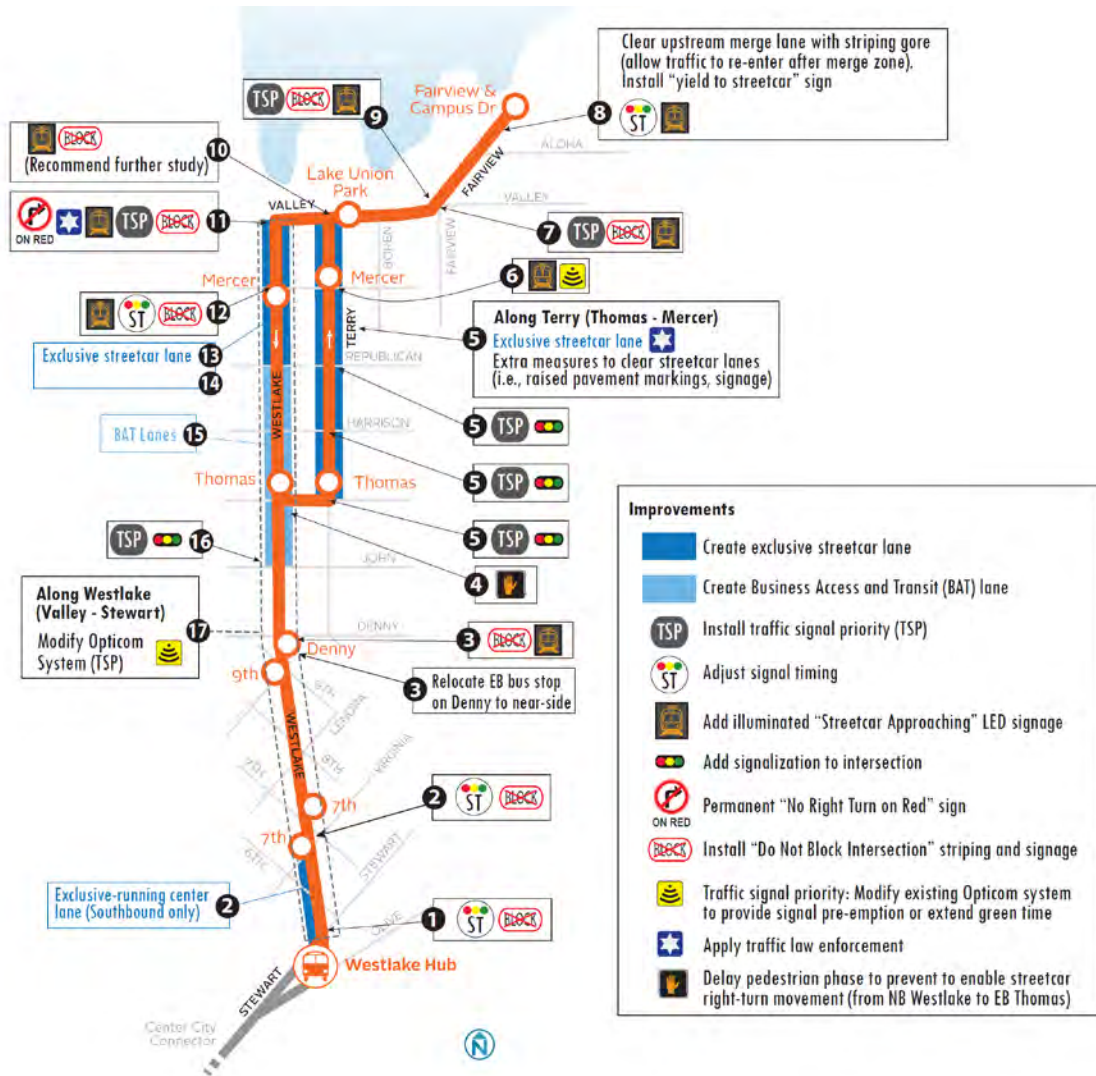 Clear upstream merge lane with striping gore
(allow traffic to re-enter after merge zone).
Install "yield to streetcar" sign
ST
8
TSP BLOCK
9
Fairview &
Campus Dr
ALOHA
FAIRVIEW
BLOCK
(Recommend further study)
10
Lake Union
Park
VALLEY
VALLEY
ON RED
TSP BLOCK
11
7 TSP BLOCK
BOREN
FAIRVIEW
6
Mercer
Mercer
ST BLOCK
12
Along Terry (Thomas - Mercer)
5 Exclusive streetcar lane
Extra measures to clear streetcar lanes
(i.e., raised pavement markings, signage)
TERRY
Exclusive streetcar lane 13
14
REPUBLICAN
WESTLAKE
HARRISON
5 TSP
BAT Lanes 15
5 TSP
Thomas
Thomas
5 TSP
TSP 16
JOHN
4
Along Westlake
(Valley - Stewart)
Modify Opticom
System (TSP)
17
DENNY
Denny
3 BLOCK
9th
3 Relocate EB bus stop
on Denny to near-side
9TH
LENORA
WESTLAKE
8TH
VIRGINIA
7TH
7th
2 ST BLOCK
7th
6TH
STEWART
Exclusive-running center
lane (Southbound only)
2
OLIVE
1 ST BLOCK
Westlake Hub
STEWART
Center City
Connector
N
Improvements
Create exclusive streetcar lane
Create Business Access and Transit (BAT) lane
TSP Install traffic signal priority (TSP)
ST Adjust signal timing
Add illuminated "Streetcar Approaching" LED signage
Add signalization to intersection
ON RED Permanent "No Right Turn on Red" sign
BLOCK Install "Do Not Block Intersection" striping and signage
Traffic signal priority: Modify existing Opticom system
to provide signal pre-emption or extend green time
Apply traffic law enforcement
Delay pedestrian phase to prevent to enable streetcar
right-turn movement (from NB Westlake to EB Thomas)